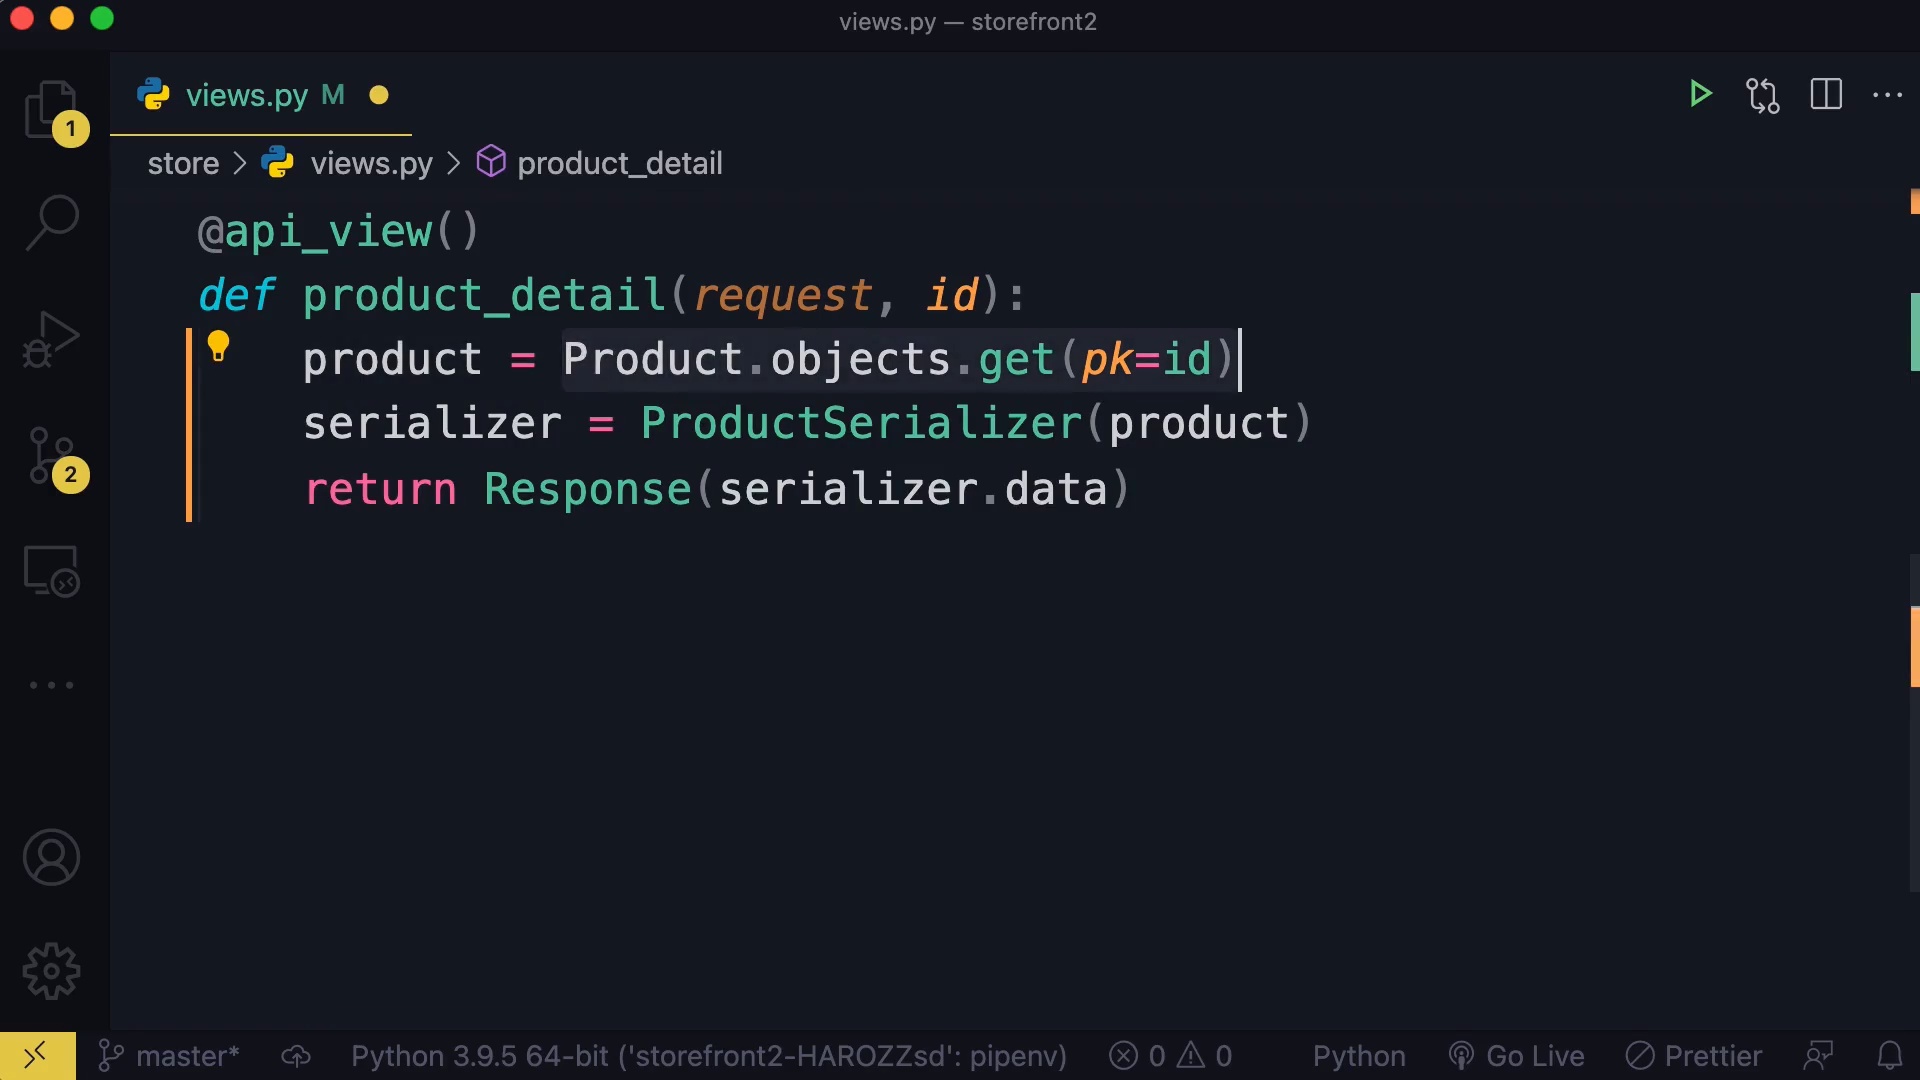 views.py — storefront2
views.py M
1
store > views.py > product_detail
@api_view()
def product_detail(request, id):
    product = Product.objects.get(pk=id)
    serializer = ProductSerializer(product)
    return Response(serializer.data)
2
master* Python 3.9.5 64-bit ('storefront2-HAROZZsd': pipenv) 0 0 Python Go Live Prettier